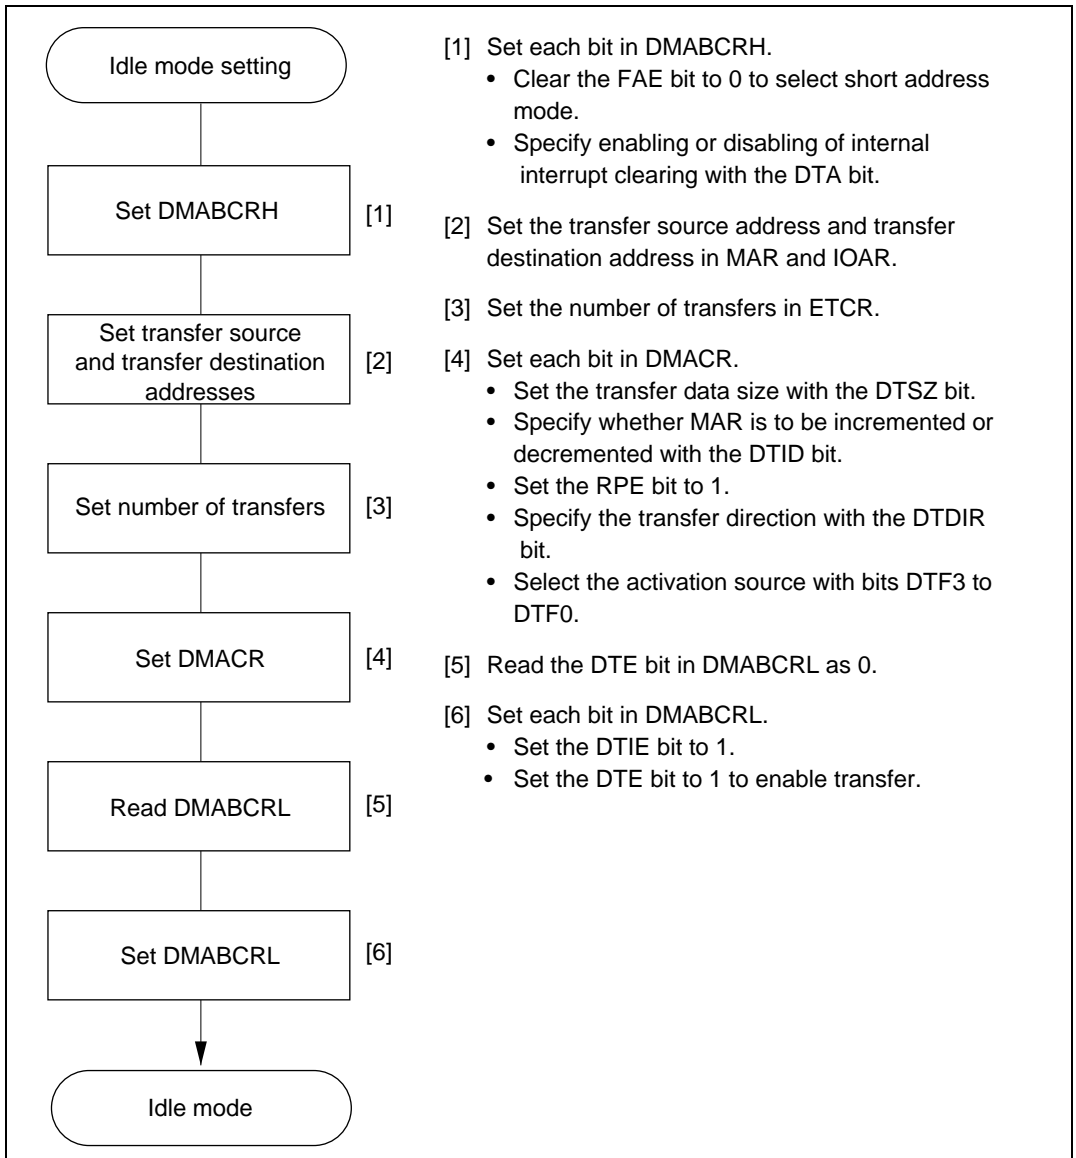 Idle mode setting
Set DMABCRH
[1]
Set transfer source
and transfer destination
addresses
[2]
Set number of transfers
[3]
Set DMACR
[4]
Read DMABCRL
[5]
Set DMABCRL
[6]
Idle mode
[1] Set each bit in DMABCRH.
• Clear the FAE bit to 0 to select short address
mode.
• Specify enabling or disabling of internal
interrupt clearing with the DTA bit.
[2] Set the transfer source address and transfer
destination address in MAR and IOAR.
[3] Set the number of transfers in ETCR.
[4] Set each bit in DMACR.
• Set the transfer data size with the DTSZ bit.
• Specify whether MAR is to be incremented or
decremented with the DTID bit.
• Set the RPE bit to 1.
• Specify the transfer direction with the DTDIR
bit.
• Select the activation source with bits DTF3 to
DTF0.
[5] Read the DTE bit in DMABCRL as 0.
[6] Set each bit in DMABCRL.
• Set the DTIE bit to 1.
• Set the DTE bit to 1 to enable transfer.